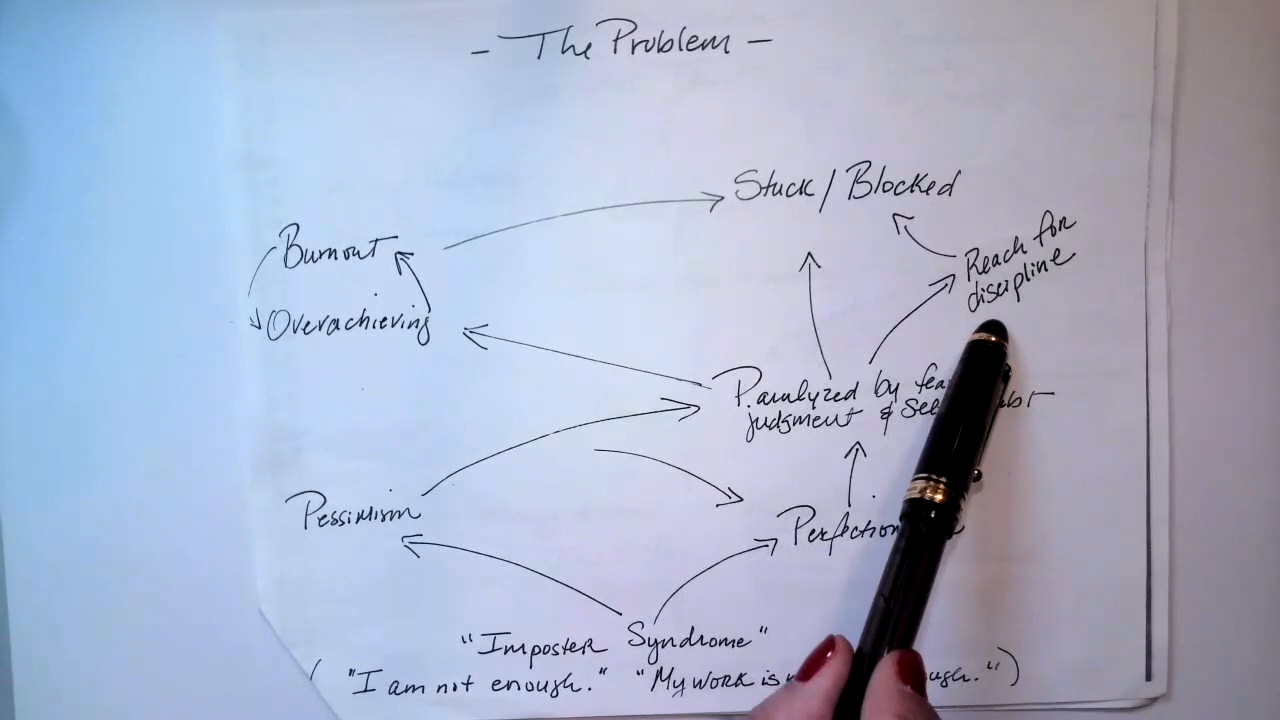 - The Problem -
Stuck / Blocked
Burnout
Reach for
discipline
Overachieving
Paralyzed by
judgment &
Pessimism
"Imposter Syndrome"
( "I am not enough." "My work is